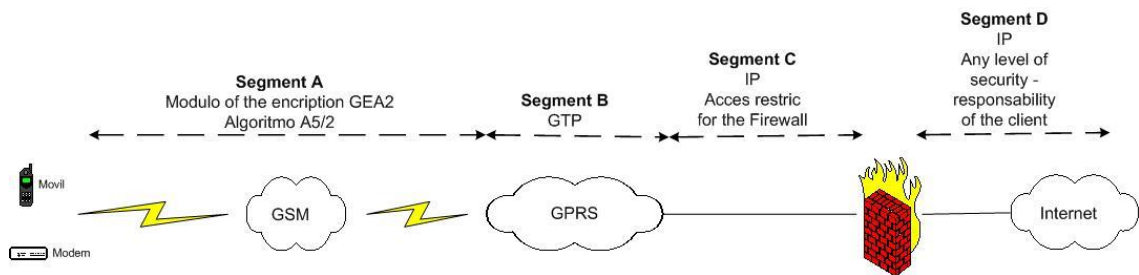 Segment A
Modulo of the encription GEA2
Algoritmo A5/2
Segment B
GTP
Segment C
IP
Acces restric
for the Firewall
Segment D
IP
Any level of
security -
responsability
of the client
Movil
Modem
GSM
GPRS
Internet